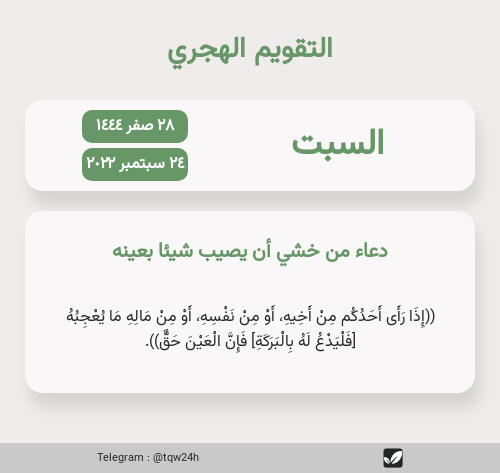 التقويم الهجري
السبت
٢٨ صفر ١٤٤٤
٢٤ سبتمبر ٢٠٢٢
دعاء من خشي أن يصيب شيئا بعينه
((إِذَا رَأَى أَحَدُكُم مِنْ أَخِيهِ، أَوْ مِنْ نَفْسِهِ، أَوْ مِنْ مَالِهِ مَا يُعْجِبُهُ
[فَلْيَدْعُ لَهُ بِالْبَرَكَةِ] فَإِنَّ الْعَيْنَ حَقٌّ)).
Telegram : @tqw24h